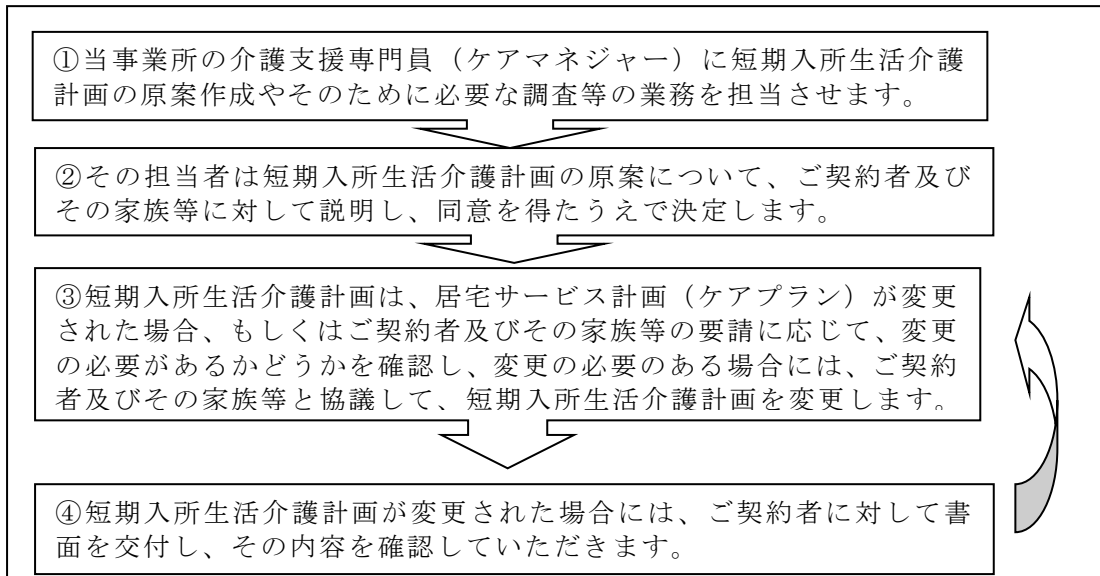 ①当事業所の介護支援専門員（ケアマネジャー）に短期入所生活介護
計画の原案作成やそのために必要な調査等の業務を担当させます。
②その担当者は短期入所生活介護計画の原案について、ご契約者及び
その家族等に対して説明し、同意を得たうえで決定します。
③短期入所生活介護計画は、居宅サービス計画（ケアプラン）が変更
された場合、もしくはご契約者及びその家族等の要請に応じて、変更
の必要があるかどうかを確認し、変更の必要のある場合には、ご契約
者及びその家族等と協議して、短期入所生活介護計画を変更します。
④短期入所生活介護計画が変更された場合には、ご契約者に対して書
面を交付し、その内容を確認していただきます。